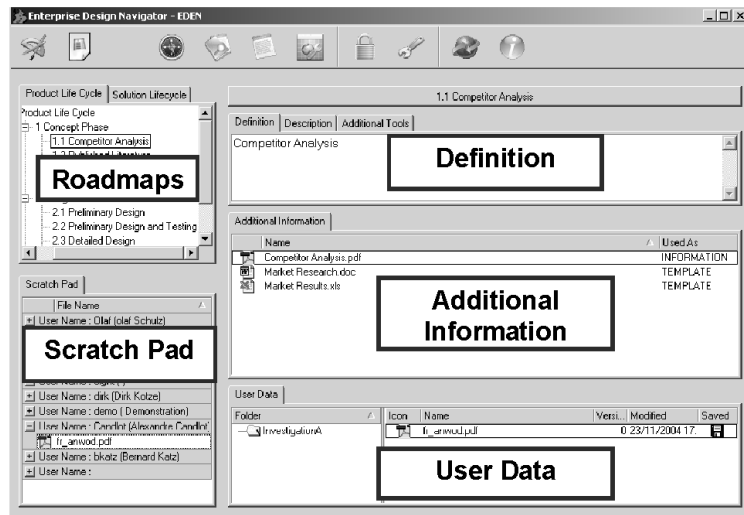 Enterprise Design Navigator - EDEN
Product Life Cycle
Solution Lifecycle
Product Life Cycle
1 Concept Phase
1.1 Competitor Analysis
Roadmaps
2.1 Preliminary Design
2.2 Preliminary Design and Testing
2.3 Detailed Design
Scratch Pad
File Name
User Name : Olaf (olaf Schulz)
Scratch Pad
User Name : dirk (Dirk Kotze)
User Name : demo ( Demonstration)
User Name : Candlot (Alexandre Candlot)
fr_anwod.pdf
User Name : bkatz (Bernard Katz)
User Name :
1.1 Competitor Analysis
Definition
Description
Additional Tools
Competitor Analysis
Definition
Additional Information
Name
Used As
Competitor Analysis.pdf
INFORMATION
Market Research.doc
TEMPLATE
Market Results.xls
TEMPLATE
Additional
Information
User Data
Folder
InvestigationA
Icon
Name
Versi...
Modified
Saved
fr_anwod.pdf
0
23/11/2004 17.
User Data